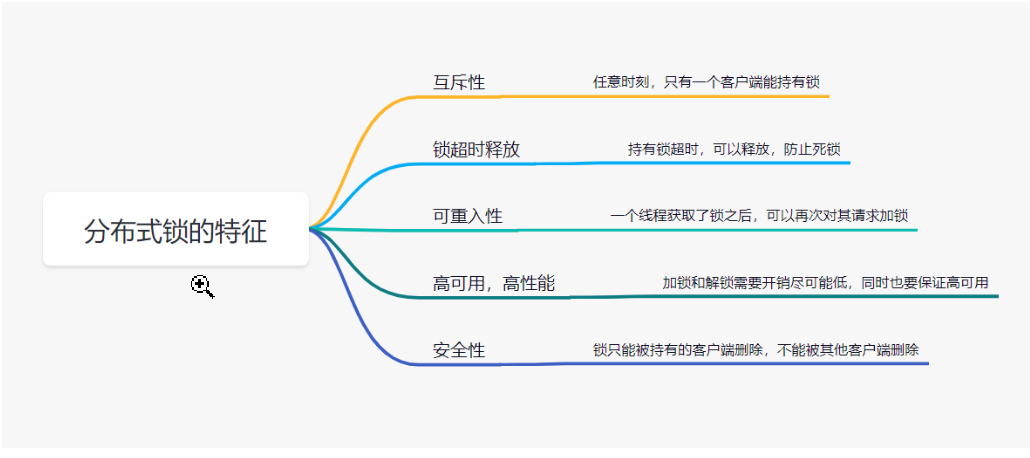 分布式锁的特征
互斥性
任意时刻，只有一个客户端能持有锁
锁超时释放
持有锁超时，可以释放，防止死锁
可重入性
一个线程获取了锁之后，可以再次对其请求加锁
高可用，高性能
加锁和解锁需要开销尽可能低，同时也要保证高可用
安全性
锁只能被持有的客户端删除，不能被其他客户端删除